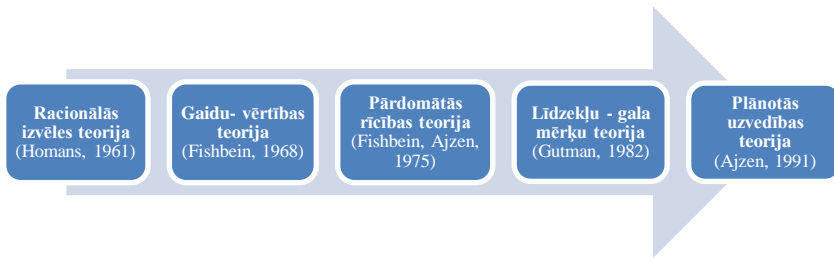 Racionālās
izvēles teorija
(Homans, 1961)
Gaidu- vērtības
teorija
(Fishbein, 1968)
Pārdomātās
rīcības teorija
(Fishbein, Ajzen,
1975)
Līdzekļu - gala
mērķu teorija
(Gutman, 1982)
Plānotās
uzvedības
teorija
(Ajzen, 1991)